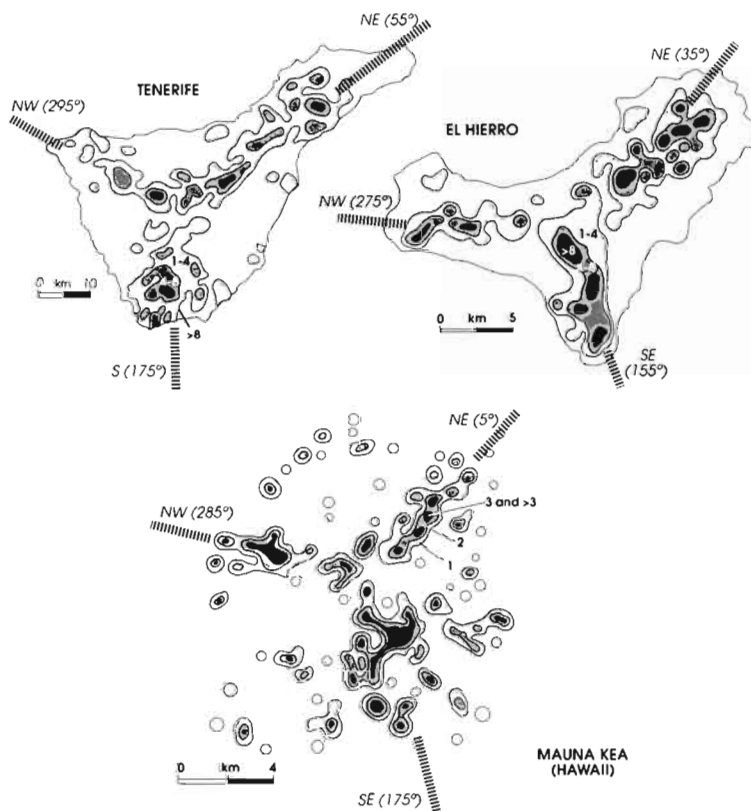 NE (55°)
TENERIFE
NW (295°)
1-4
0 km 10
>8
S (175°)
NE (35°)
EL HIERRO
NW (275°)
1-4
>8
0 km 5
SE
(155°)
NE (5°)
NW (285°)
3 and >3
2
1
0 km 4
MAUNA KEA
(HAWAII)
SE (175°)